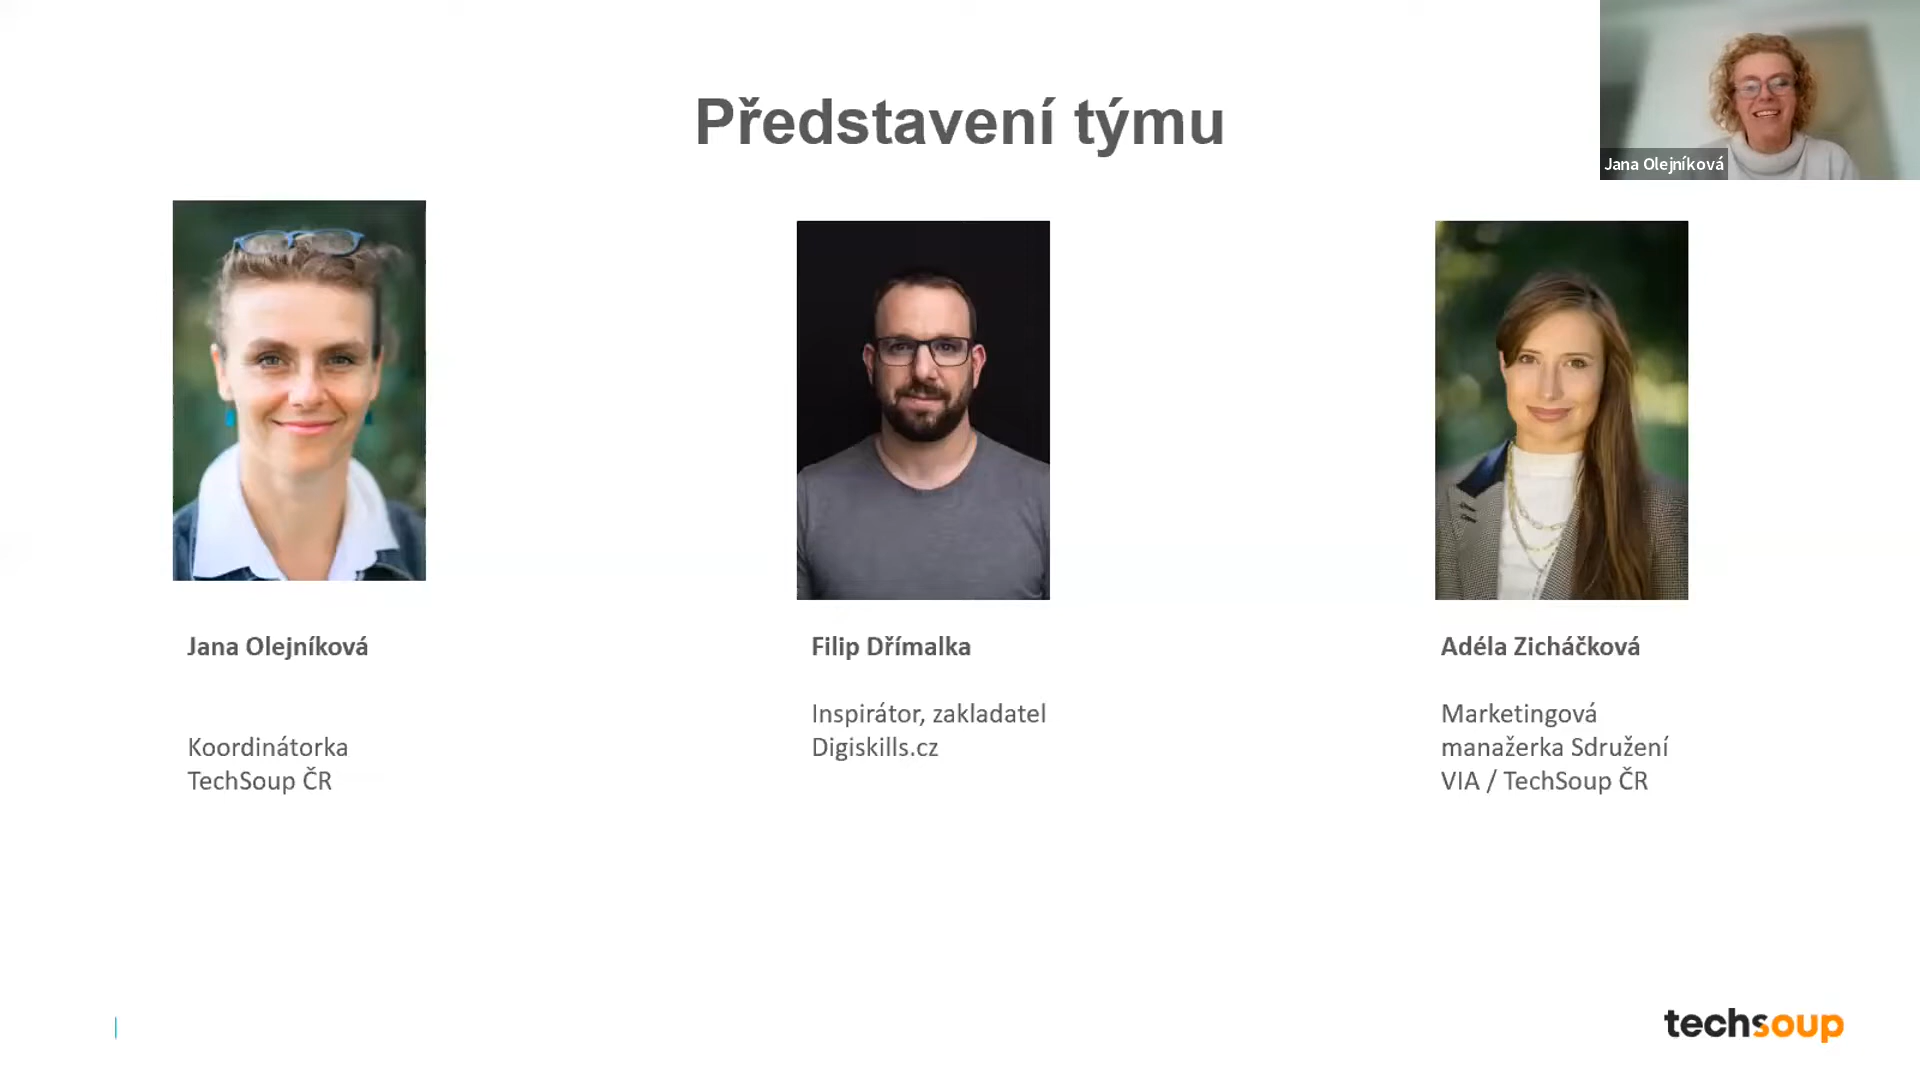 Představení týmu
Jana Olejníková
Jana Olejníková
Koordinátorka
TechSoup ČR
Filip Dřímalka
Inspirátor, zakladatel
Digiskills.cz
Adéla Zicháčková
Marketingová
manažerka Sdružení
VIA / TechSoup ČR
techsoup